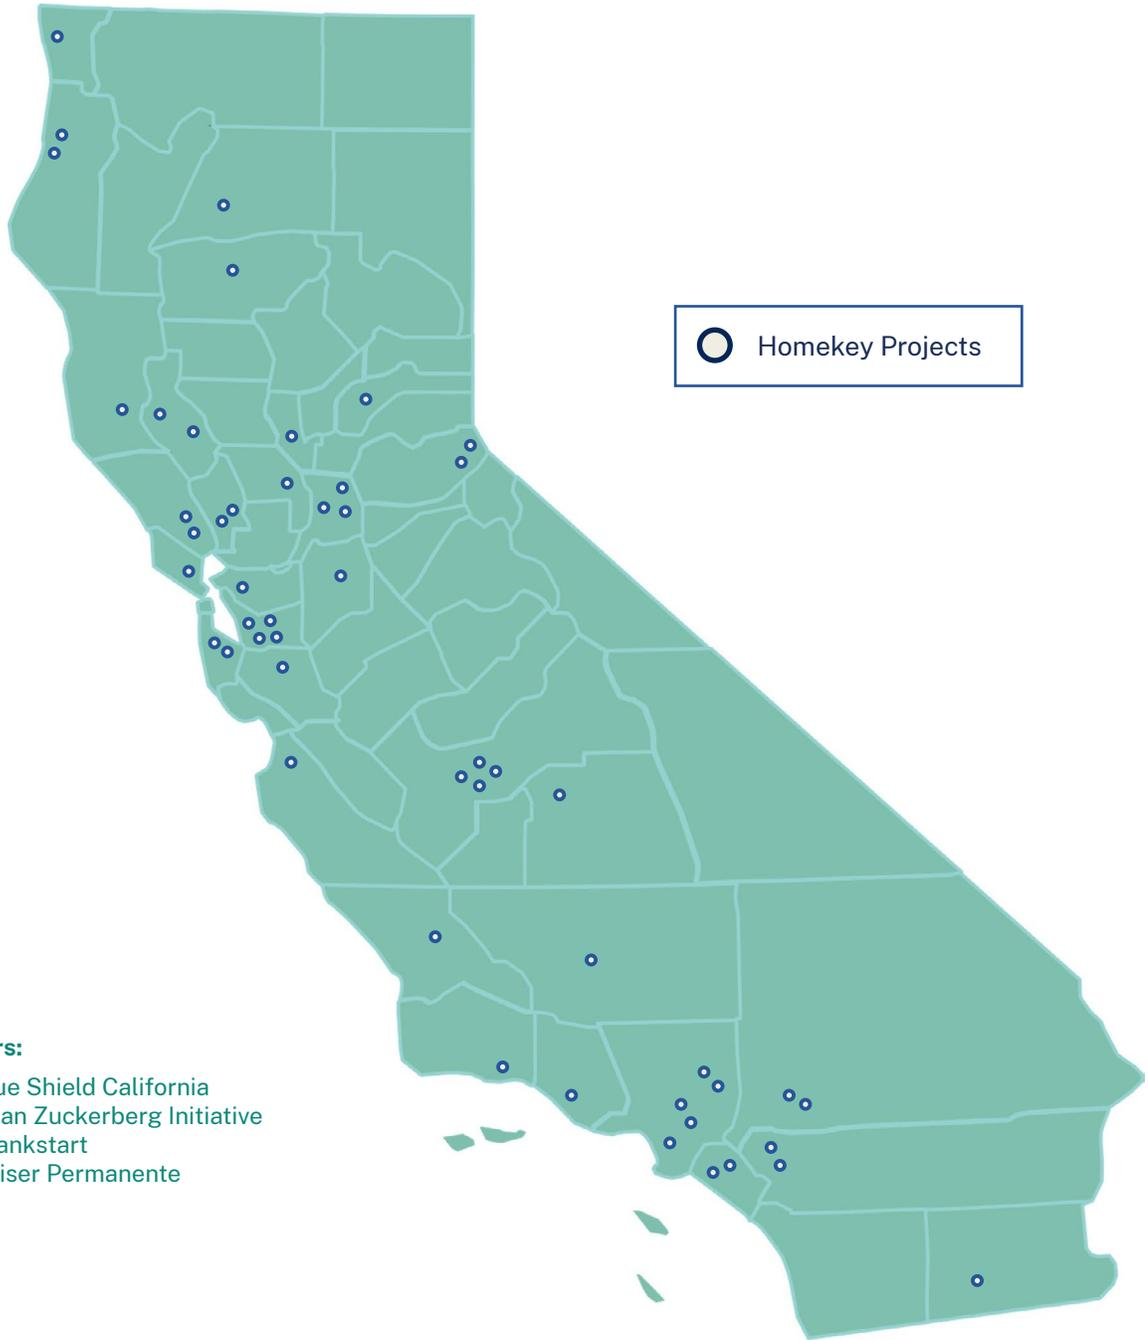 Homekey Projects
rs:
ue Shield California
an Zuckerberg Initiative
ankstart
iser Permanente